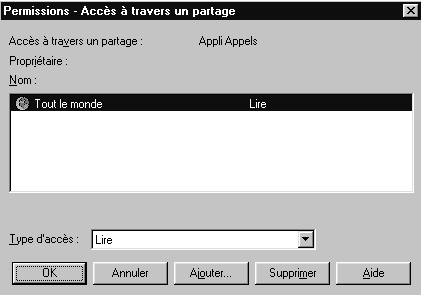 Permissions - Accès à travers un partage
Accès à travers un partage : Appli Appels
Propriétaire :
Nom :
Tout le monde Lire
Type d'accès : Lire
OK Annuler Ajouter... Supprimer Aide